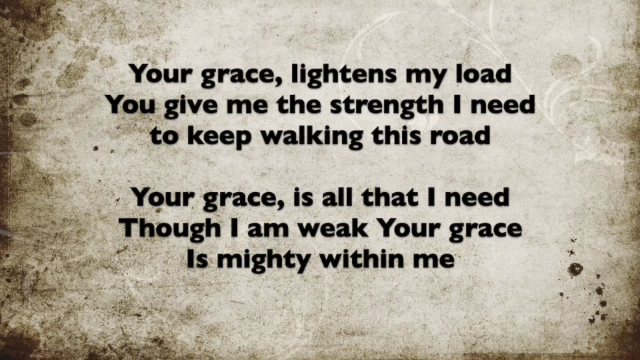 Your grace, lightens my load
You give me the strength I need
to keep walking this road
Your grace, is all that I need
Though I am weak Your grace
Is mighty within me